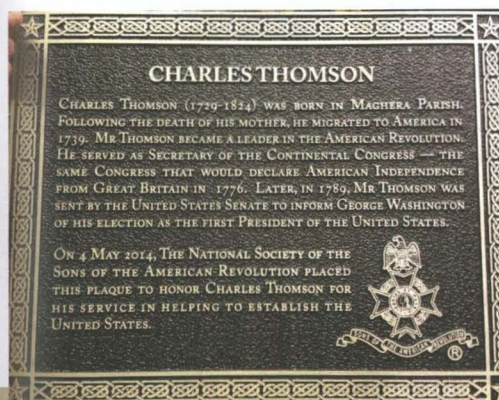 CHARLES THOMSON
CHARLES THOMSON (1729-1824) WAS BORN IN MAGHERA PARISH.
FOLLOWING THE DEATH OF HIS MOTHER, HE MIGRATED TO AMERICA IN
1739. MR THOMSON BECAME A LEADER IN THE AMERICAN REVOLUTION.
HE SERVED AS SECRETARY OF THE CONTINENTAL CONGRESS — THE
SAME CONGRESS THAT WOULD DECLARE AMERICAN INDEPENDENCE
FROM GREAT BRITAIN IN 1776. LATER, IN 1789, MR THOMSON WAS
SENT BY THE UNITED STATES SENATE TO INFORM GEORGE WASHINGTON
OF HIS ELECTION AS THE FIRST PRESIDENT OF THE UNITED STATES.
ON 4 MAY 2014, THE NATIONAL SOCIETY OF THE
SONS OF THE AMERICAN REVOLUTION PLACED
THIS PLAQUE TO HONOR CHARLES THOMSON FOR
HIS SERVICE IN HELPING TO ESTABLISH THE
UNITED STATES.
SONS OF THE AMERICAN REVOLUTION
®